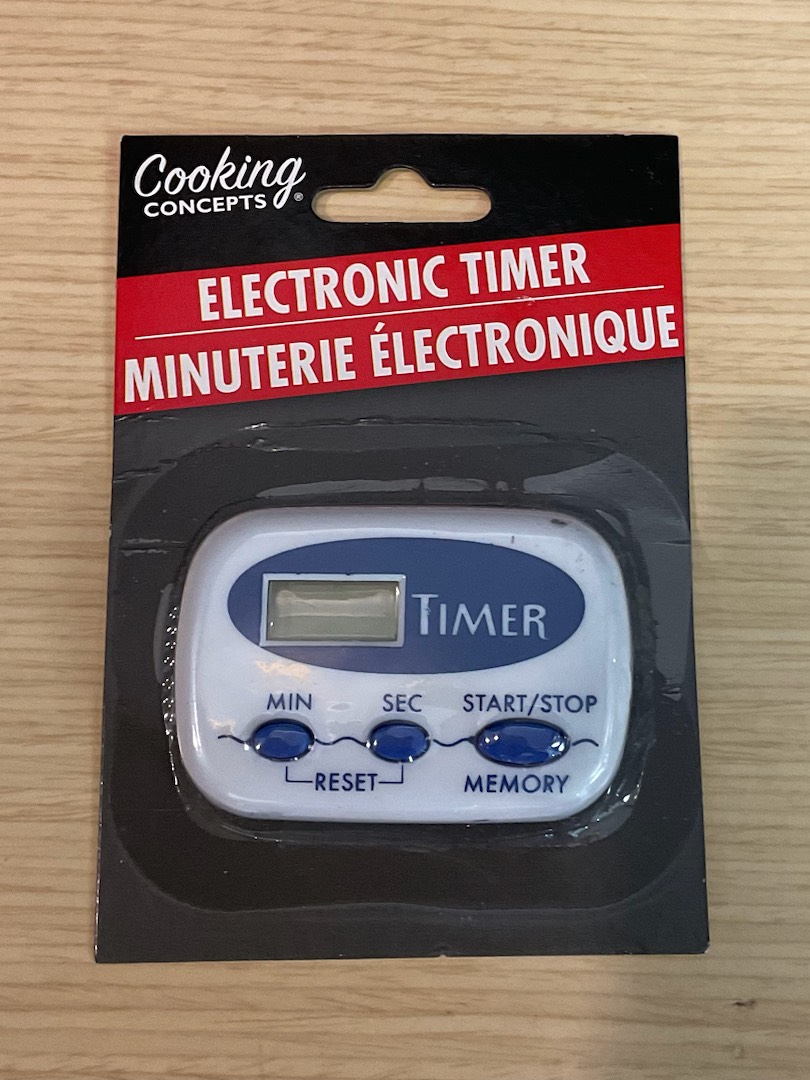 Cooking
CONCEPTS®
ELECTRONIC TIMER
MINUTERIE ÉLECTRONIQUE
TIMER
MIN SEC START/STOP
RESET MEMORY